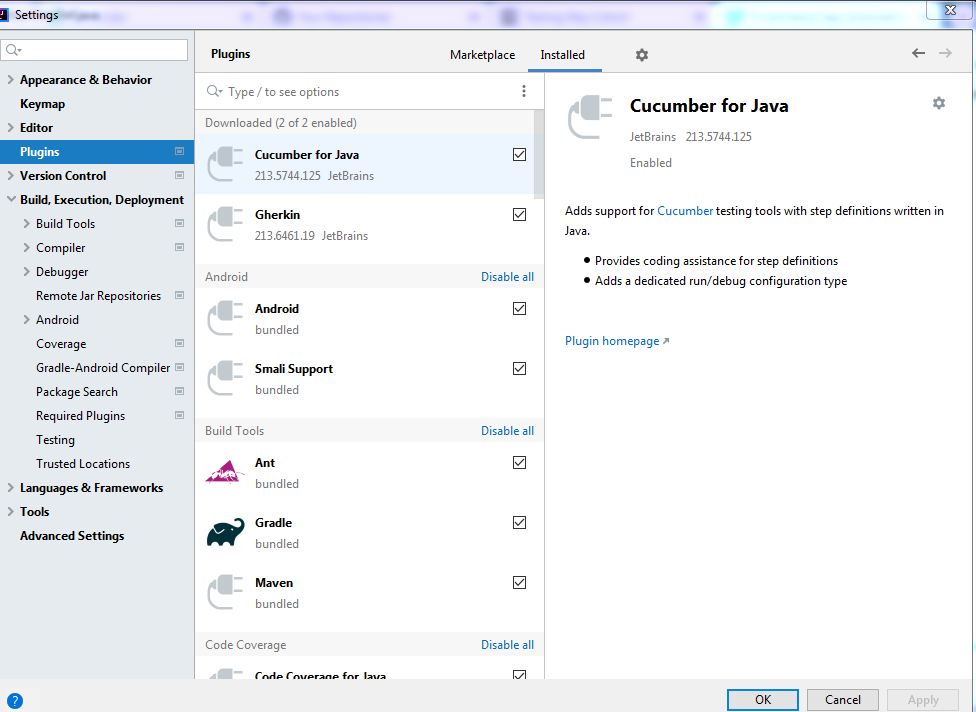 Settings
Plugins
Marketplace
Installed
Appearance & Behavior
Keymap
Editor
Plugins
Version Control
Build, Execution, Deployment
Build Tools
Compiler
Debugger
Remote Jar Repositories
Android
Coverage
Gradle-Android Compiler
Package Search
Required Plugins
Testing
Trusted Locations
Languages & Frameworks
Tools
Advanced Settings
Type / to see options
Downloaded (2 of 2 enabled)
Cucumber for Java
213.5744.125 JetBrains
Gherkin
213.6461.19 JetBrains
Android Disable all
Android
bundled
Smali Support
bundled
Build Tools Disable all
Ant
bundled
Gradle
bundled
Maven
bundled
Code Coverage Disable all
Code Coverage for Java
Cucumber for Java
JetBrains 213.5744.125
Enabled
Adds support for Cucumber testing tools with step definitions written in
Java.
Provides coding assistance for step definitions
Adds a dedicated run/debug configuration type
Plugin homepage
?
OK
Cancel
Apply